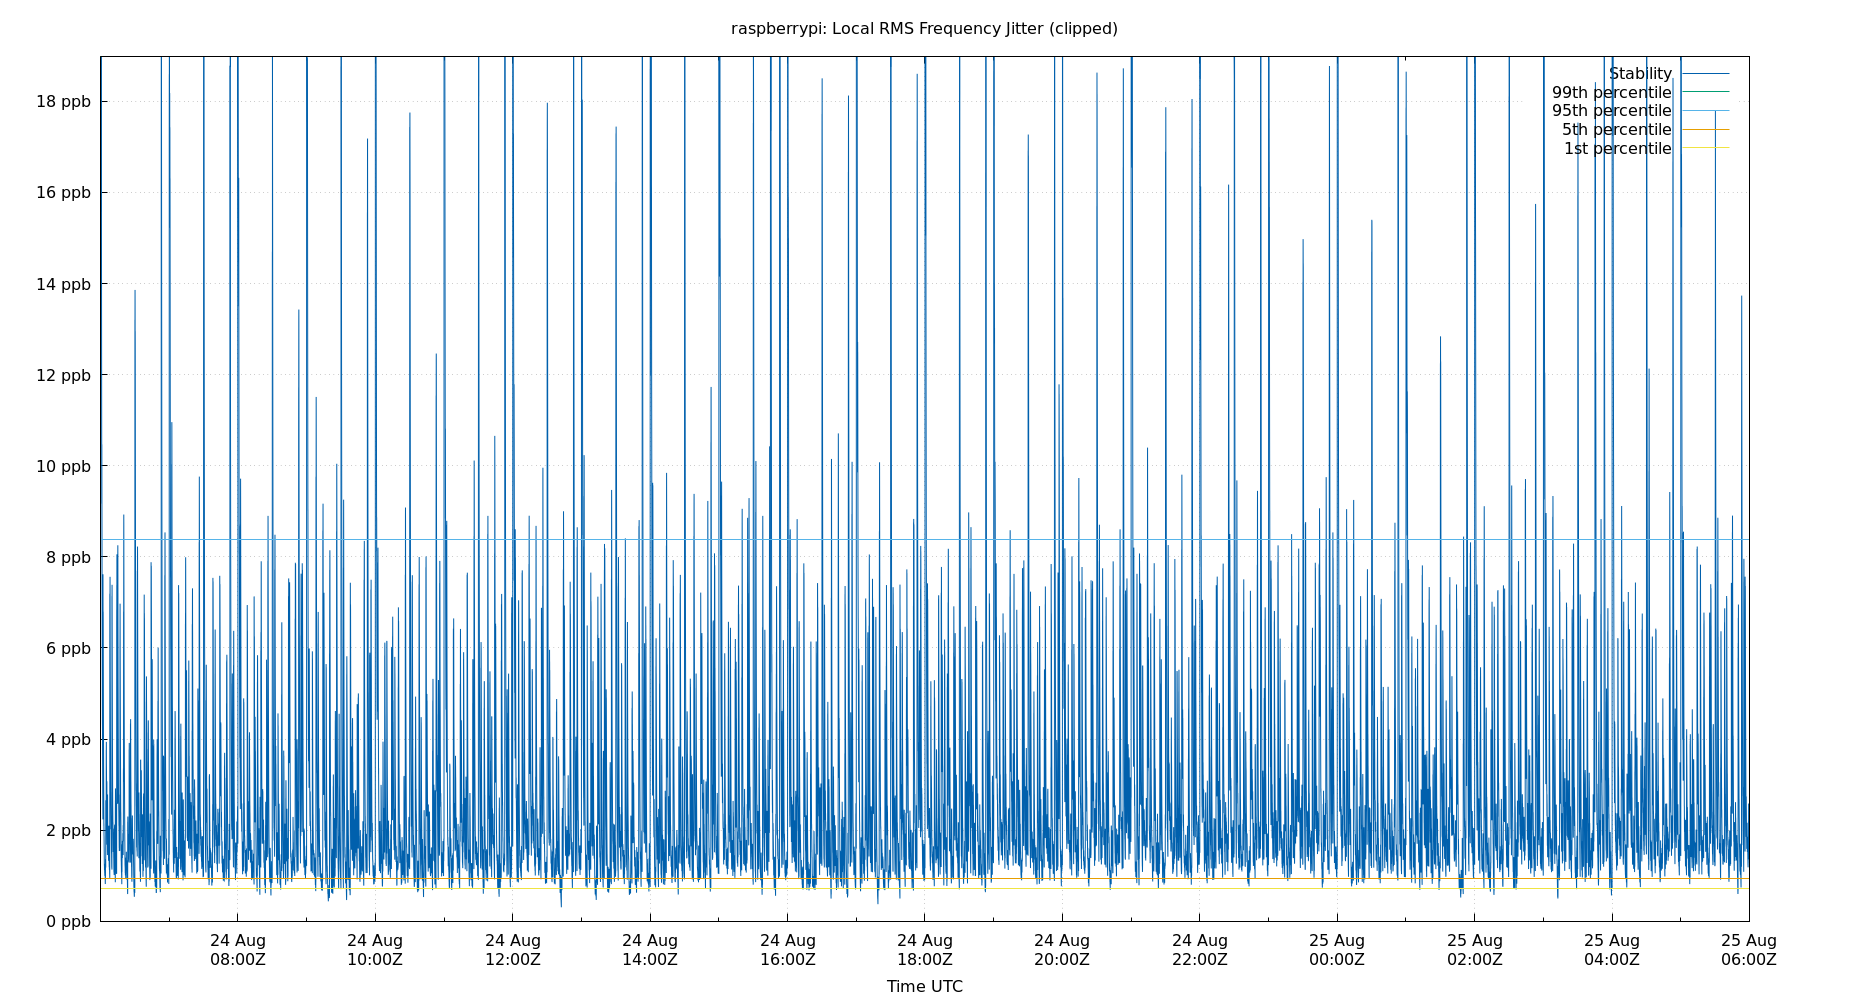 raspberrypi: Local RMS Frequency Jitter (clipped)
Stability
99th percentile
95th percentile
5th percentile
1st percentile
18 ppb
16 ppb
14 ppb
12 ppb
10 ppb
8 ppb
6 ppb
4 ppb
2 ppb
0 ppb
24 Aug 24 Aug 24 Aug 24 Aug 24 Aug 24 Aug 24 Aug 24 Aug 25 Aug 25 Aug 25 Aug 25 Aug
08:00Z 10:00Z 12:00Z 14:00Z 16:00Z 18:00Z 20:00Z 22:00Z 00:00Z 02:00Z 04:00Z 06:00Z
Time UTC